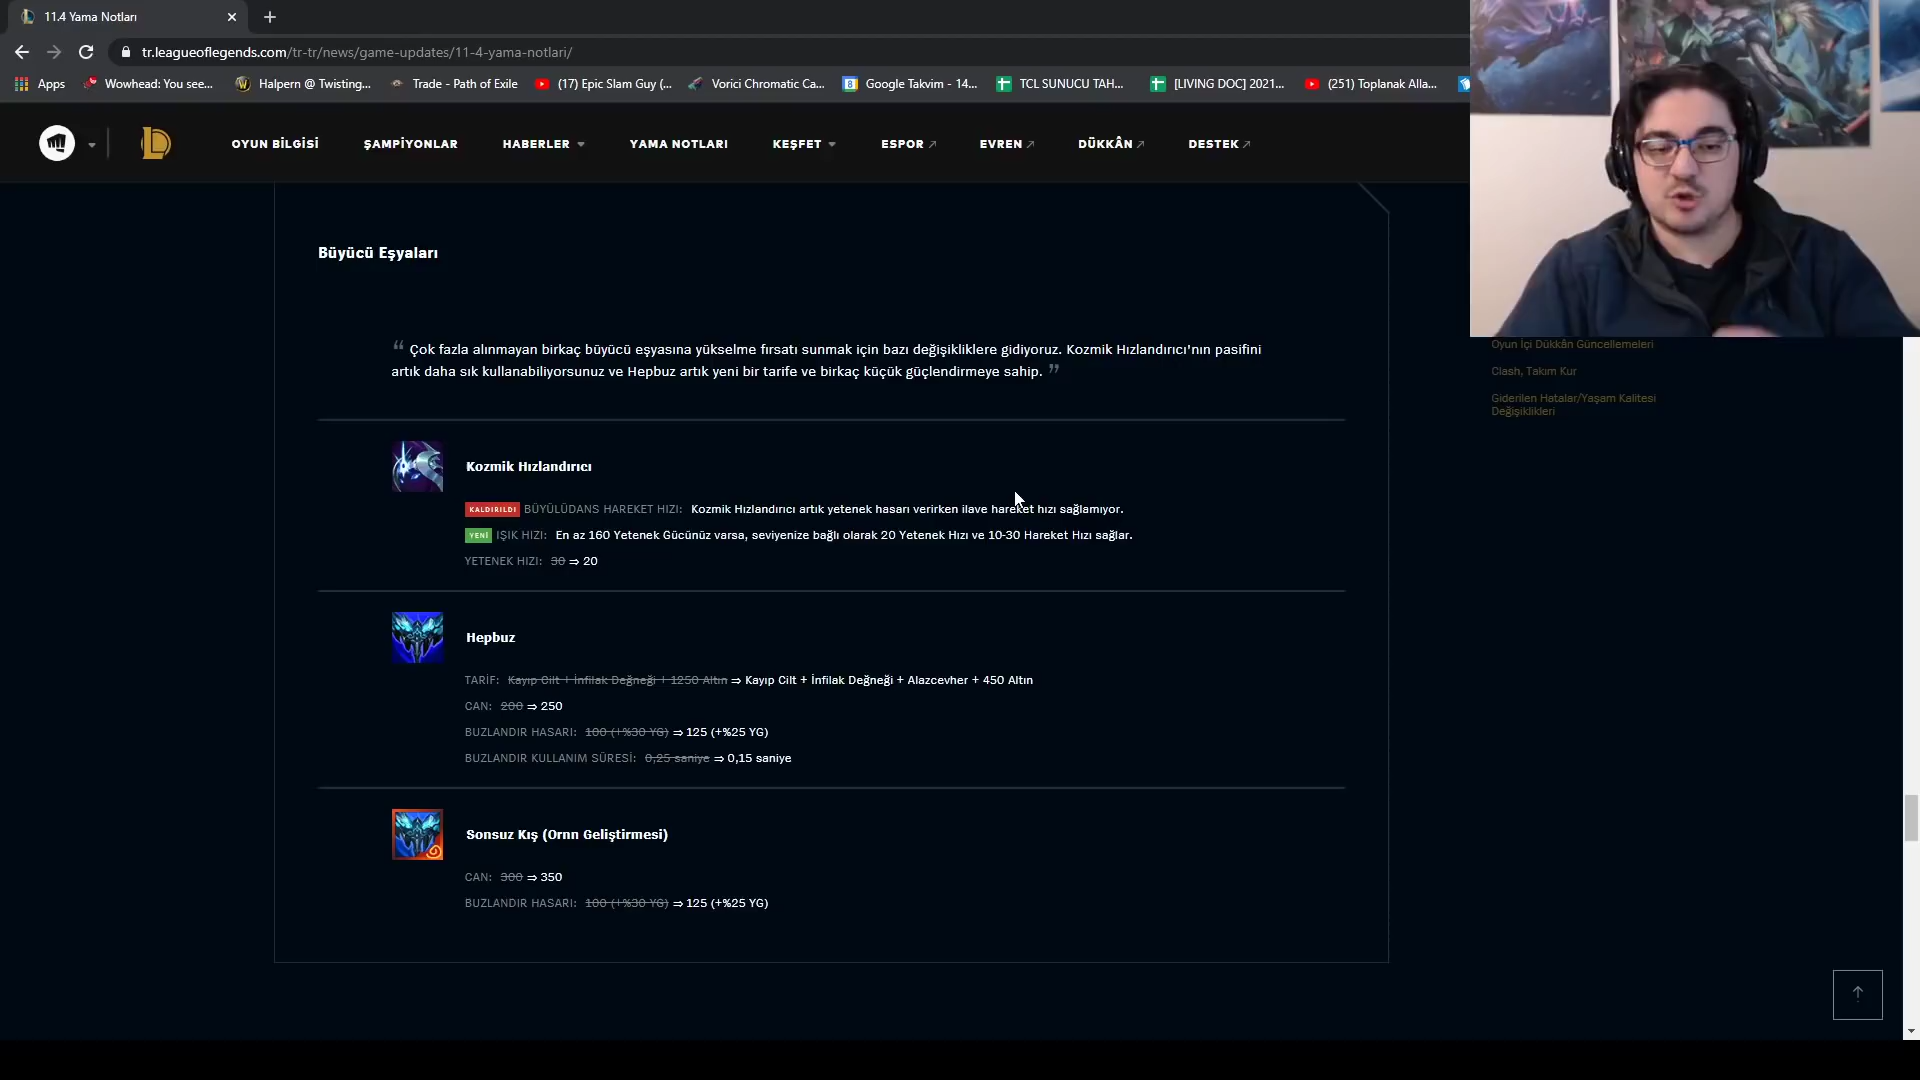 11.4 Yama Notları
tr.leagueoflegends.com/tr-tr/news/game-updates/11-4-yama-notlari/
Apps
Wowhead: You see...
Halpern @ Twisting...
Trade - Path of Exile
(17) Epic Slam Guy (...
Vorici Chromatic Ca...
Google Takvim - 14...
TCL SUNUCU TAH...
[LIVING DOC] 2021...
(251) Toplanak Alla...
OYUN BİLGİSİ
ŞAMPİYONLAR
HABERLER
YAMA NOTLARI
KEŞFET
ESPOR
EVREN
DÜKKÂN
DESTEK
Büyücü Eşyaları
“ Çok fazla alınmayan birkaç büyücü eşyasına yükselme fırsatı sunmak için bazı değişikliklere gidiyoruz. Kozmik Hızlandırıcı'nın pasifini
artık daha sık kullanabiliyorsunuz ve Hepbuz artık yeni bir tarife ve birkaç küçük güçlendirmeye sahip. ”
Kozmik Hızlandırıcı
KALDIRILDI BÜYÜLÜDANS HAREKET HIZI: Kozmik Hızlandırıcı artık yetenek hasarı verirken ilave hareket hızı sağlamıyor.
YENİ IŞIK HIZI: En az 160 Yetenek Gücünüz varsa, seviyenize bağlı olarak 20 Yetenek Hızı ve 10-30 Hareket Hızı sağlar.
YETENEK HIZI: 30 ⇒ 20
Hepbuz
TARİF: Kayıp Cilt + İnfilak Değneği + 1250 Altın ⇒ Kayıp Cilt + İnfilak Değneği + Alazcevher + 450 Altın
CAN: 200 ⇒ 250
BUZLANDIR HASARI: 100 (+%30 YG) ⇒ 125 (+%25 YG)
BUZLANDIR KULLANIM SÜRESİ: 0,25 saniye ⇒ 0,15 saniye
Sonsuz Kış (Ornn Geliştirmesi)
CAN: 300 ⇒ 350
BUZLANDIR HASARI: 100 (+%30 YG) ⇒ 125 (+%25 YG)
Oyun İçi Dükkân Güncellemeleri
Clash, Takım Kur
Giderilen Hatalar/Yaşam Kalitesi
Değişiklikleri